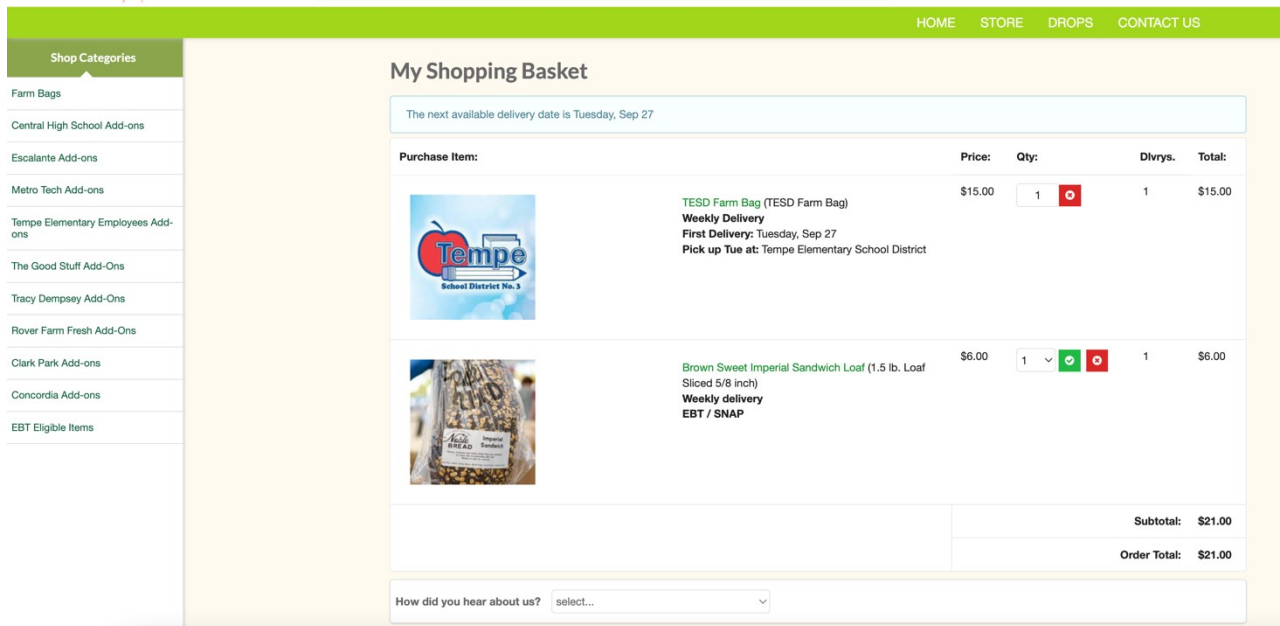 HOME STORE DROPS CONTACT US
Shop Categories
Farm Bags
Central High School Add-ons
Escalante Add-ons
Metro Tech Add-ons
Tempe Elementary Employees Add-
ons
The Good Stuff Add-Ons
Tracy Dempsey Add-Ons
Rover Farm Fresh Add-Ons
Clark Park Add-ons
Concordia Add-ons
EBT Eligible Items
My Shopping Basket
The next available delivery date is Tuesday, Sep 27
Purchase Item: Price: Qty: Dlvrys. Total:
Tempe
School District No. 3
TESD Farm Bag (TESD Farm Bag) $15.00 1 1 $15.00
Weekly Delivery
First Delivery: Tuesday, Sep 27
Pick up Tue at: Tempe Elementary School District
Noble
BREAD
Imperial
Sandwich
Brown Sweet Imperial Sandwich Loaf (1.5 lb. Loaf $6.00 1 1 $6.00
Sliced 5/8 inch)
Weekly delivery
EBT / SNAP
Subtotal: $21.00
Order Total: $21.00
How did you hear about us? select...